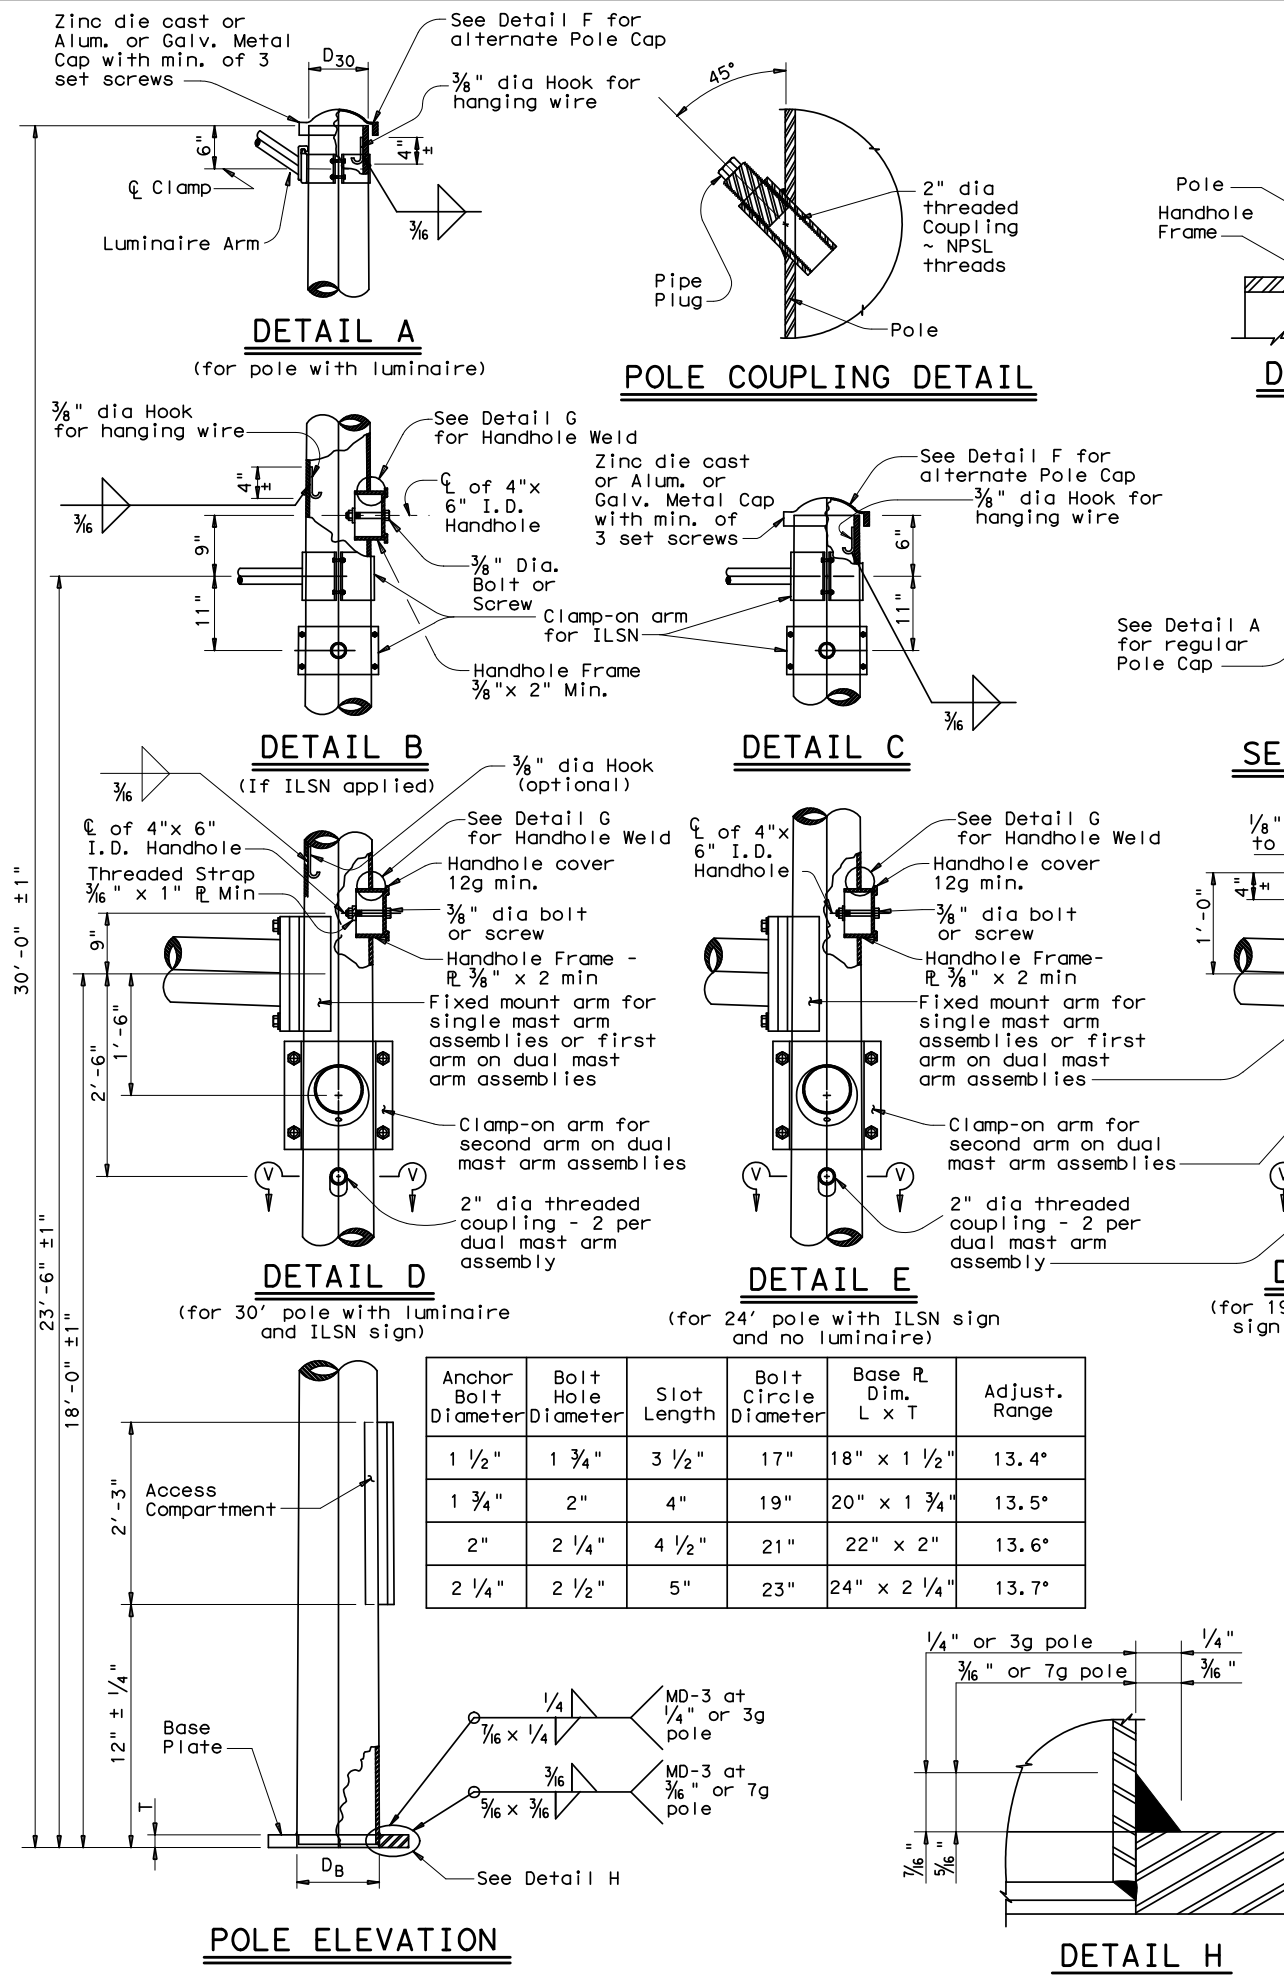 Zinc die cast or
Alum. or Galv. Metal
Cap with min. of 3
set screws
D30
See Detail F for
alternate Pole Cap
3/8" dia Hook for
hanging wire
6"
4"
±
℄ Clamp
Luminaire Arm
3/16
DETAIL A
(for pole with luminaire)
45°
2" dia
threaded
Coupling
~ NPSL
threads
Pipe
Plug
Pole
POLE COUPLING DETAIL
Pole
Handhole
Frame
D
3/8" dia Hook
for hanging wire
See Detail G
for Handhole Weld
4"
±
℄ of 4"x
6" I.D.
Handhole
3/16
9"
11"
3/8" Dia.
Bolt or
Screw
Clamp-on arm
for ILSN
Handhole Frame
3/8"x 2" Min.
DETAIL B
(If ILSN applied)
Zinc die cast
or Alum. or
Galv. Metal Cap
with min. of
3 set screws
See Detail F for
alternate Pole Cap
3/8" dia Hook for
hanging wire
6"
11"
3/16
DETAIL C
See Detail A
for regular
Pole Cap
SE
3/16
3/8" dia Hook
(optional)
℄ of 4"x 6"
I.D. Handhole
Threaded Strap
3/16" x 1" ℙL Min
See Detail G
for Handhole Weld
Handhole cover
12g min.
3/8" dia bolt
or screw
Handhole Frame -
PL 3/8" x 2 min
Fixed mount arm for
single mast arm
assemblies or first
arm on dual mast
arm assemblies
Clamp-on arm for
second arm on dual
mast arm assemblies
2" dia threaded
coupling - 2 per
dual mast arm
assembly
9"
1'-6"
2'-6"
V
V
DETAIL D
(for 30' pole with luminaire
and ILSN sign)
℄ of 4"x
6" I.D.
Handhole
See Detail G
for Handhole Weld
Handhole cover
12g min.
3/8" dia bolt
or screw
Handhole Frame-
PL 3/8" x 2 min
Fixed mount arm for
single mast arm
assemblies or first
arm on dual mast
arm assemblies
Clamp-on arm for
second arm on dual
mast arm assemblies
2" dia threaded
coupling - 2 per
dual mast arm
assembly
V
V
DETAIL E
(for 24' pole with ILSN sign
and no luminaire)
1/8"
to
4"
±
1'-0"
V
D
(for 19
sign
30'-0" ±1"
23'-6" ±1"
18'-0" ±1"
Anchor Bolt Diameter | Bolt Hole Diameter | Slot Length | Bolt Circle Diameter | Base PL Dim. L x T | Adjust. Range
1 1/2" | 1 3/4" | 3 1/2" | 17" | 18" x 1 1/2" | 13.4°
1 3/4" | 2" | 4" | 19" | 20" x 1 3/4" | 13.5°
2" | 2 1/4" | 4 1/2" | 21" | 22" x 2" | 13.6°
2 1/4" | 2 1/2" | 5" | 23" | 24" x 2 1/4" | 13.7°
2'-3"
Access
Compartment
12" ± 1/4"
Base
Plate
T
DB
1/4
7/16 x 1/4
MD-3 at
1/4" or 3g
pole
3/16
5/16 x 3/16
MD-3 at
3/16" or 7g
pole
See Detail H
POLE ELEVATION
1/4" or 3g pole
1/4"
3/16" or 7g pole
3/16"
7/16"
5/16"
DETAIL H